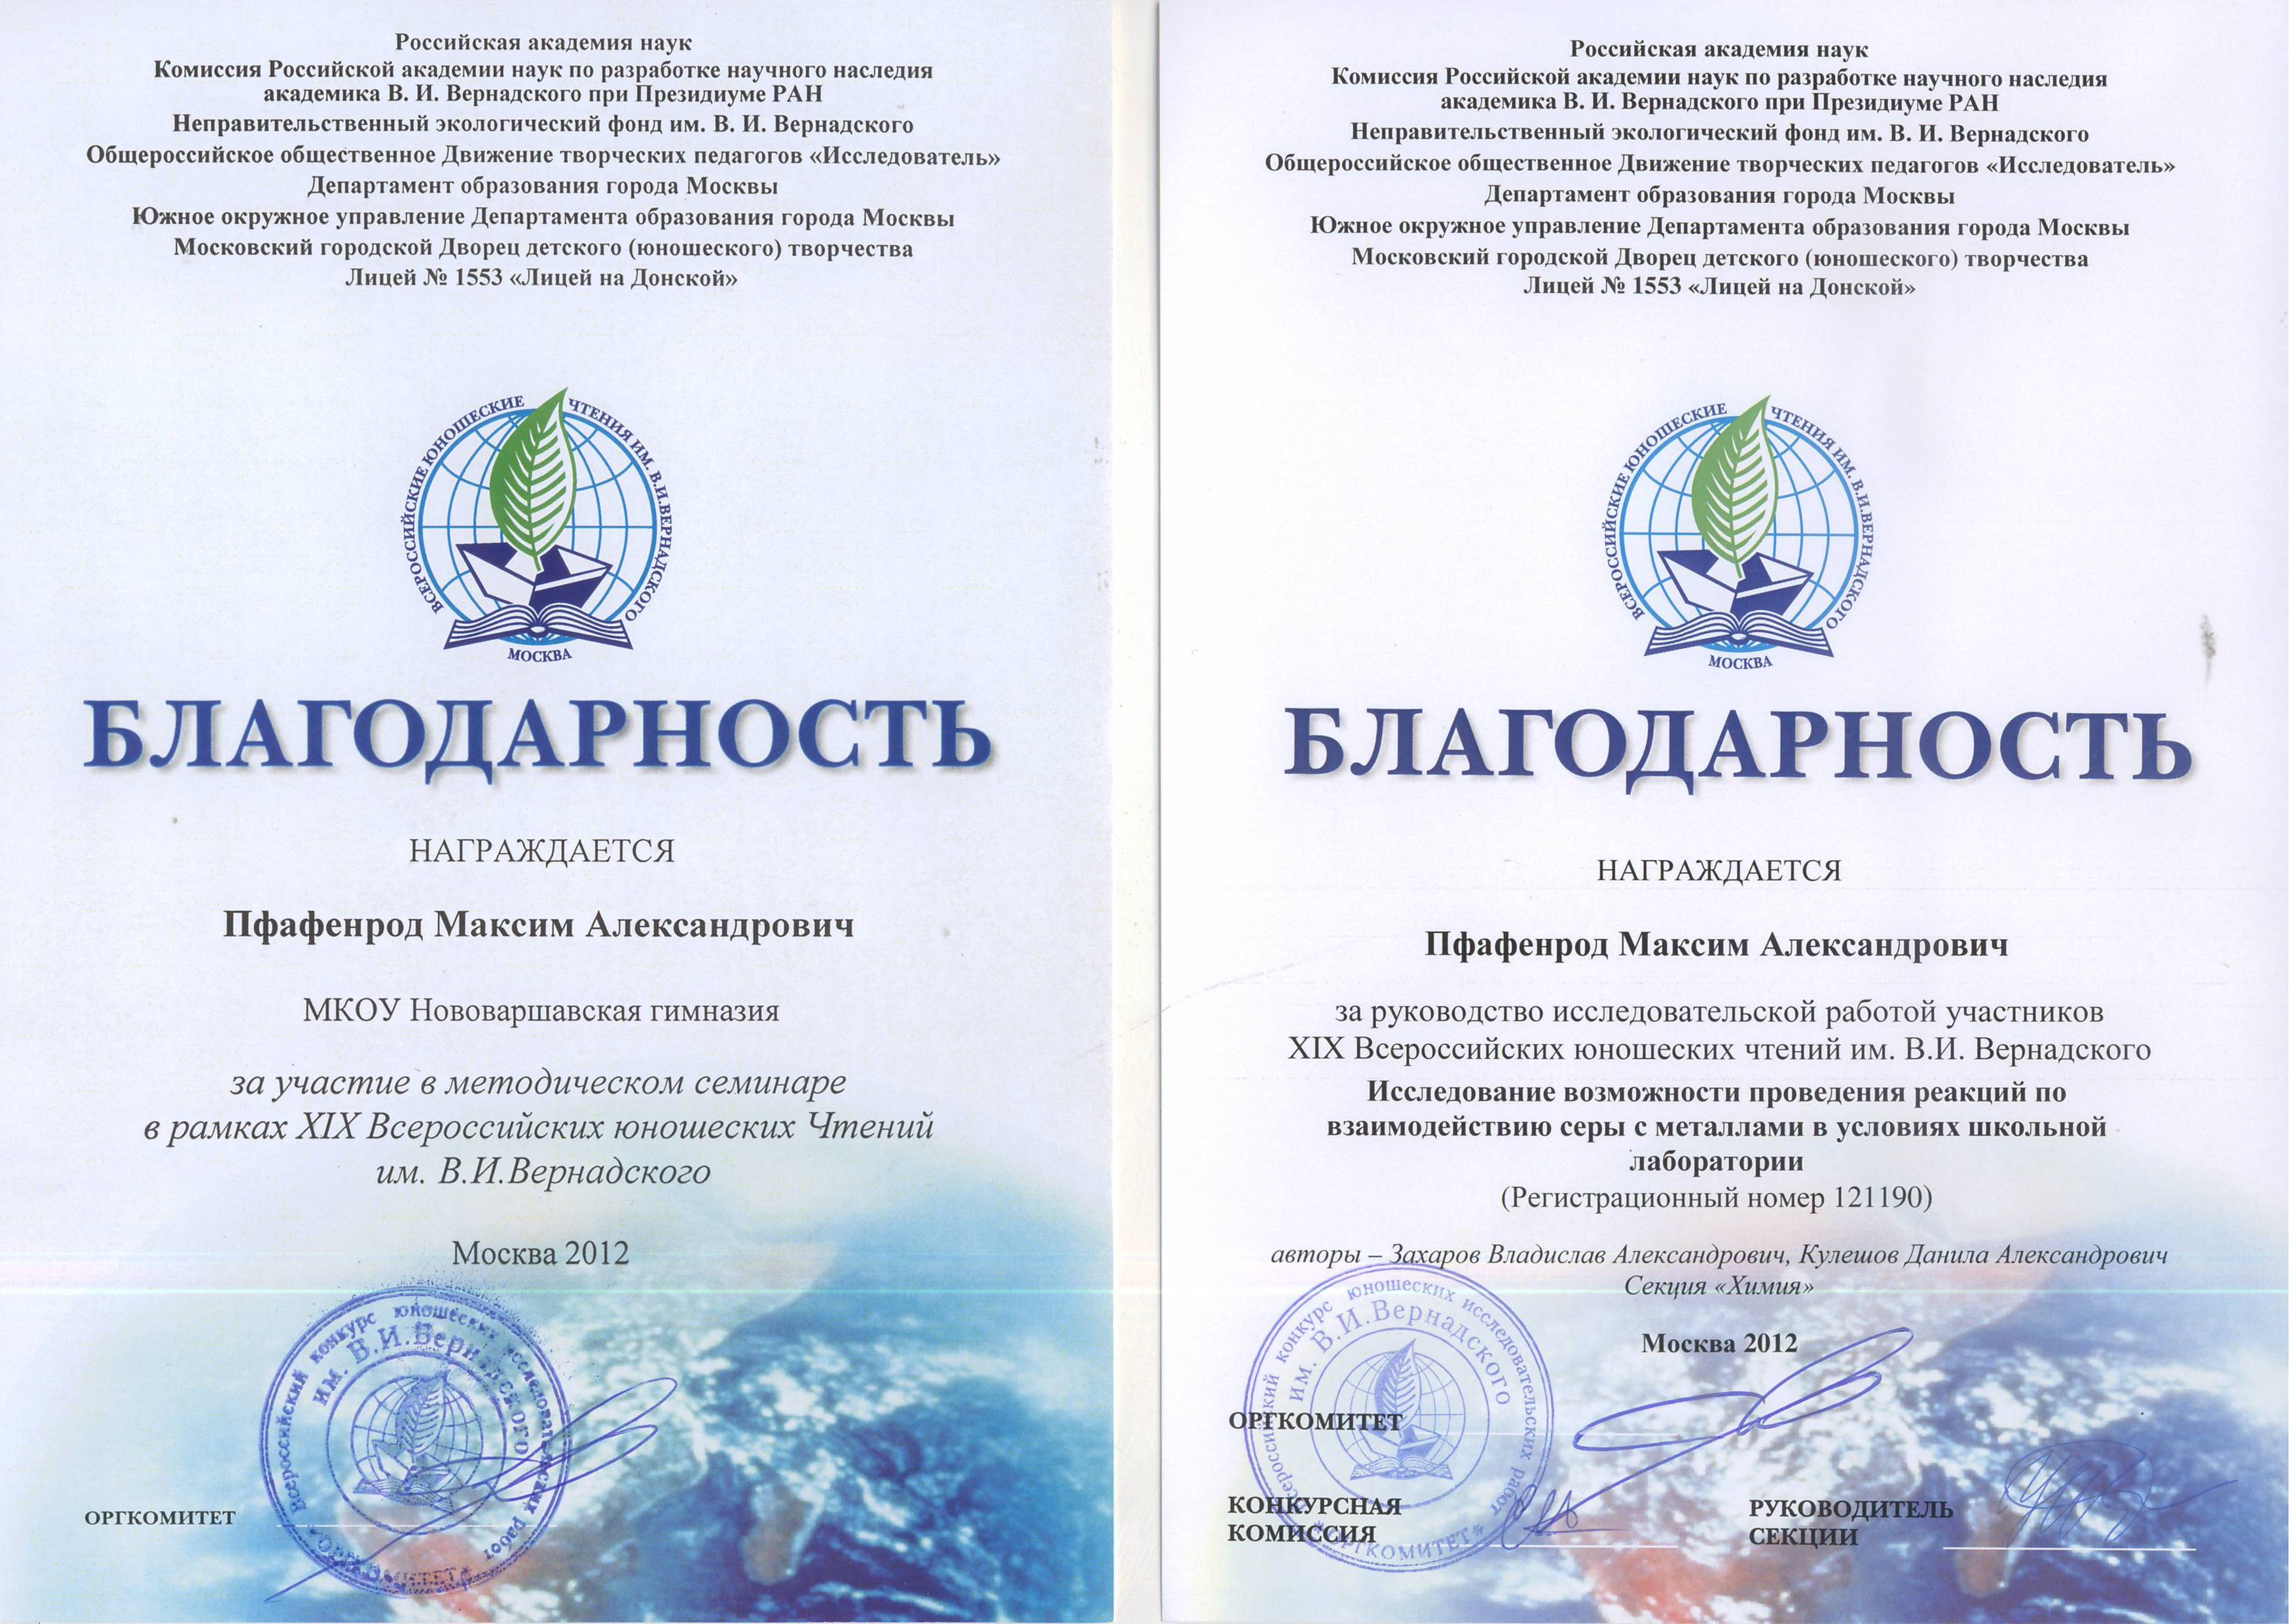 Российская академия наук
Комиссия Российской академии наук по разработке научного наследия
академика В. И. Вернадского при Президиуме РАН
Неправительственный экологический фонд им. В. И. Вернадского
Общероссийское общественное Движение творческих педагогов «Исследователь»
Департамент образования города Москвы
Южное окружное управление Департамента образования города Москвы
Московский городской Дворец детского (юношеского) творчества
Лицей № 1553 «Лицей на Донской»
ВСЕРОССИЙСКИЕ ЮНОШЕСКИЕ ЧТЕНИЯ ИМ. В.И.ВЕРНАДСКОГО
МОСКВА
БЛАГОДАРНОСТЬ
НАГРАЖДАЕТСЯ
Пфафенрод Максим Александрович
МКОУ Нововаршавская гимназия
за участие в методическом семинаре
в рамках XIX Всероссийских юношеских Чтений
им. В.И.Вернадского
Москва 2012
Всероссийский конкурс юношеских исследовательских работ
им. В.И.Вернадского
ОРГКОМИТЕТ
ОРГКОМИТЕТ
Российская академия наук
Комиссия Российской академии наук по разработке научного наследия
академика В. И. Вернадского при Президиуме РАН
Неправительственный экологический фонд им. В. И. Вернадского
Общероссийское общественное Движение творческих педагогов «Исследователь»
Департамент образования города Москвы
Южное окружное управление Департамента образования города Москвы
Московский городской Дворец детского (юношеского) творчества
Лицей № 1553 «Лицей на Донской»
ВСЕРОССИЙСКИЕ ЮНОШЕСКИЕ ЧТЕНИЯ ИМ. В.И.ВЕРНАДСКОГО
МОСКВА
БЛАГОДАРНОСТЬ
НАГРАЖДАЕТСЯ
Пфафенрод Максим Александрович
за руководство исследовательской работой участников
XIX Всероссийских юношеских чтений им. В.И. Вернадского
Исследование возможности проведения реакций по
взаимодействию серы с металлами в условиях школьной
лаборатории
(Регистрационный номер 121190)
авторы – Захаров Владислав Александрович, Кулешов Данила Александрович
Секция «Химия»
Москва 2012
Всероссийский конкурс юношеских исследовательских работ
им. В.И.Вернадского
*ОРГКОМИТЕТ*
ОРГКОМИТЕТ
КОНКУРСНАЯ
КОМИССИЯ
РУКОВОДИТЕЛЬ
СЕКЦИИ